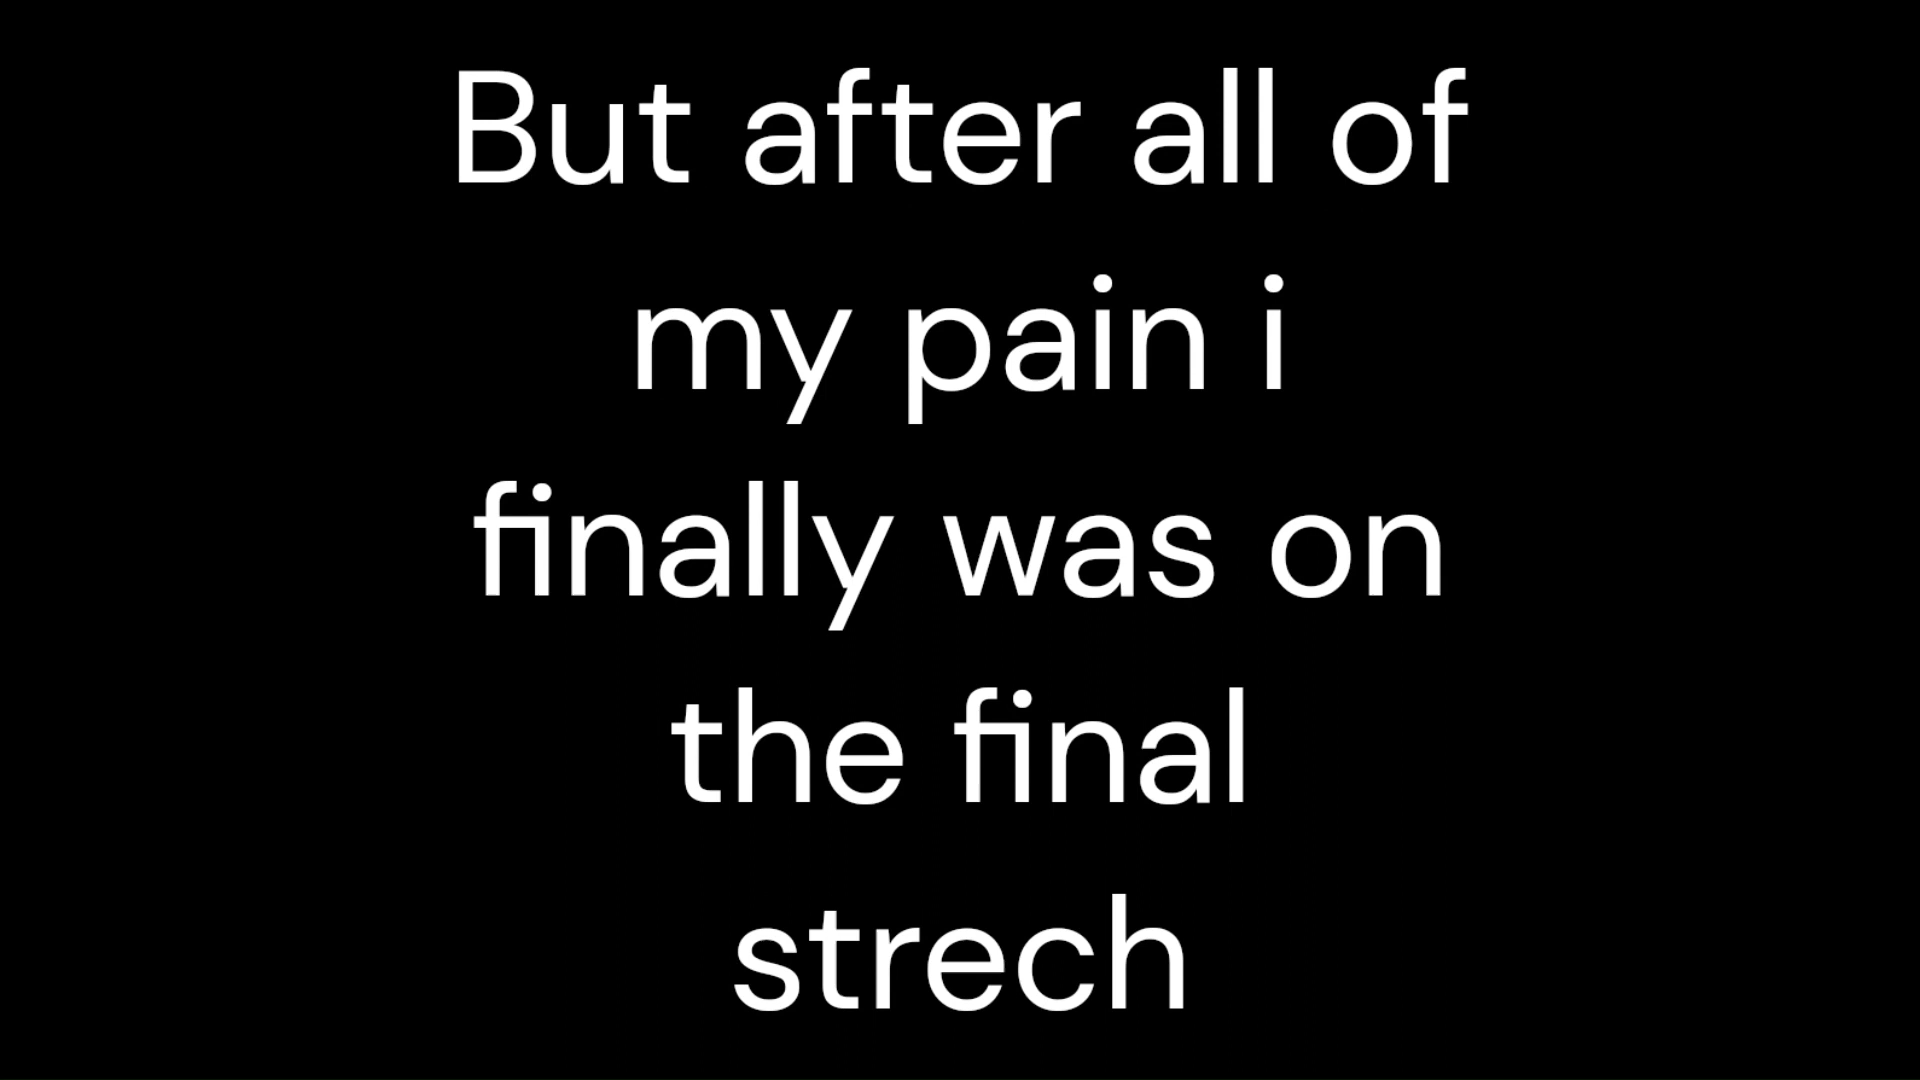 But after all of
my pain i
finally was on
the final
strech